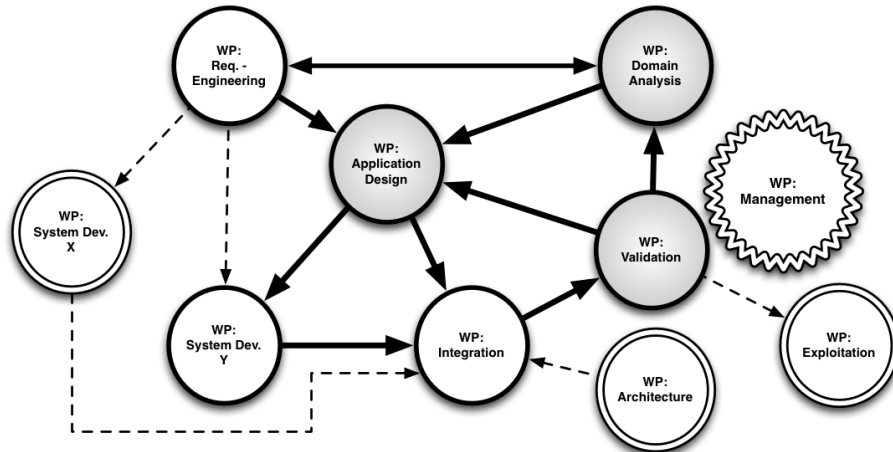 WP:
Req. -
Engineering
WP:
Domain
Analysis
WP:
Application
Design
WP:
Management
WP:
System Dev.
X
WP:
Validation
WP:
System Dev.
Y
WP:
Integration
WP:
Exploitation
WP:
Architecture